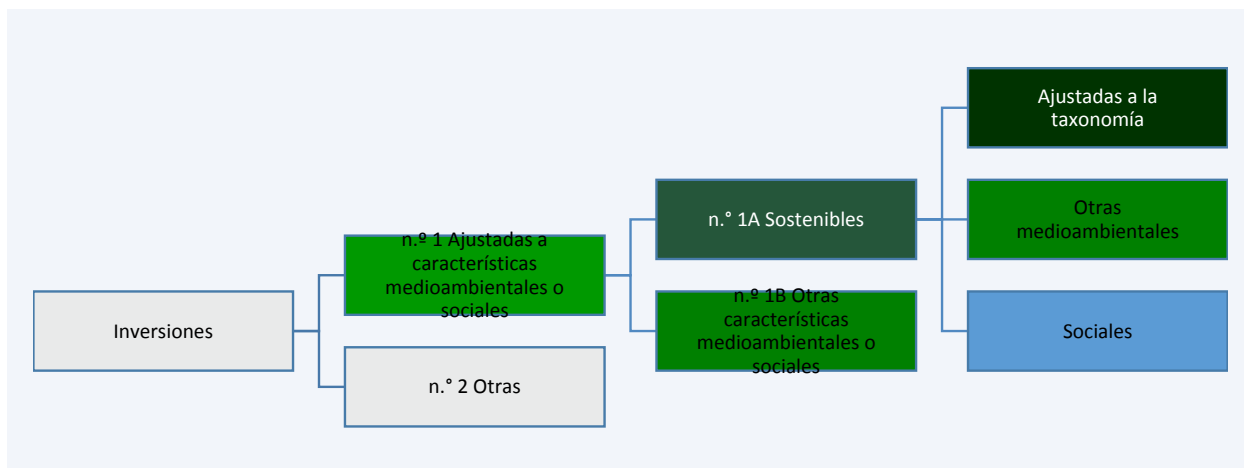 Inversiones
n.º 1 Ajustadas a
características
medioambientales o
sociales
n.° 2 Otras
n.° 1A Sostenibles
n.º 1B Otras
características
medioambientales o
sociales
Ajustadas a la
taxonomía
Otras
medioambientales
Sociales